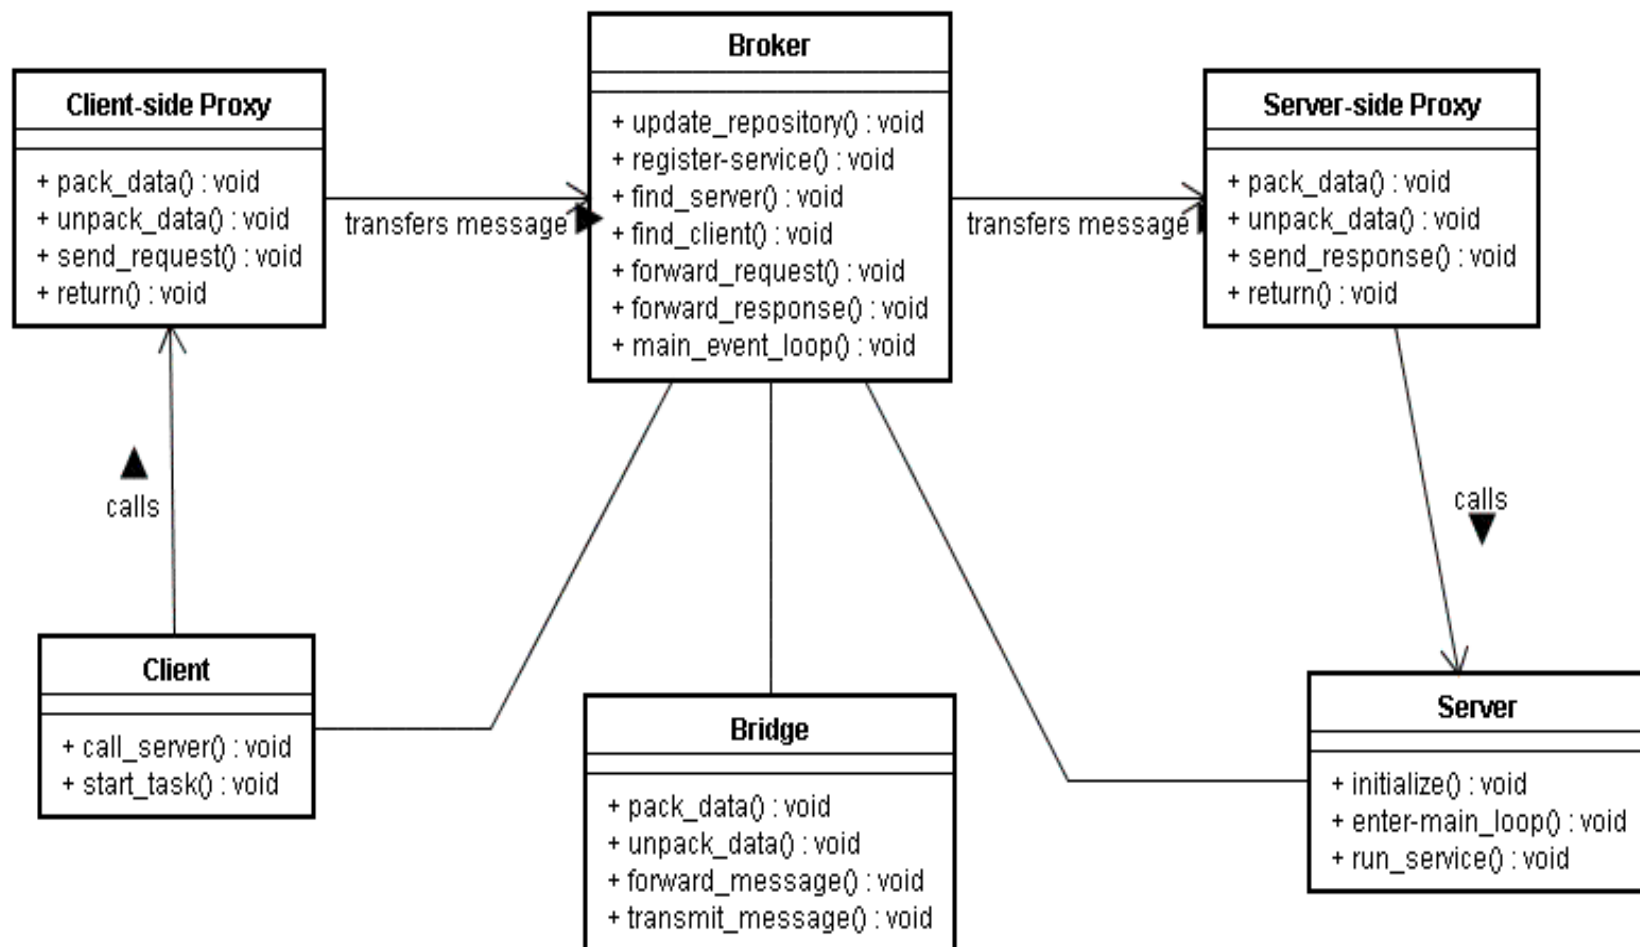 Broker
+ update_repository() : void
+ register-service() : void
+ find_server() : void
+ find_client() : void
+ forward_request() : void
+ forward_response() : void
+ main_event_loop() : void
Client-side Proxy
+ pack_data() : void
+ unpack_data() : void
+ send_request() : void
+ return() : void
transfers message
transfers message
Server-side Proxy
+ pack_data() : void
+ unpack_data() : void
+ send_response() : void
+ return() : void
calls
calls
Client
+ call_server() : void
+ start_task() : void
Bridge
+ pack_data() : void
+ unpack_data() : void
+ forward_message() : void
+ transmit_message() : void
Server
+ initialize() : void
+ enter-main_loop() : void
+ run_service() : void